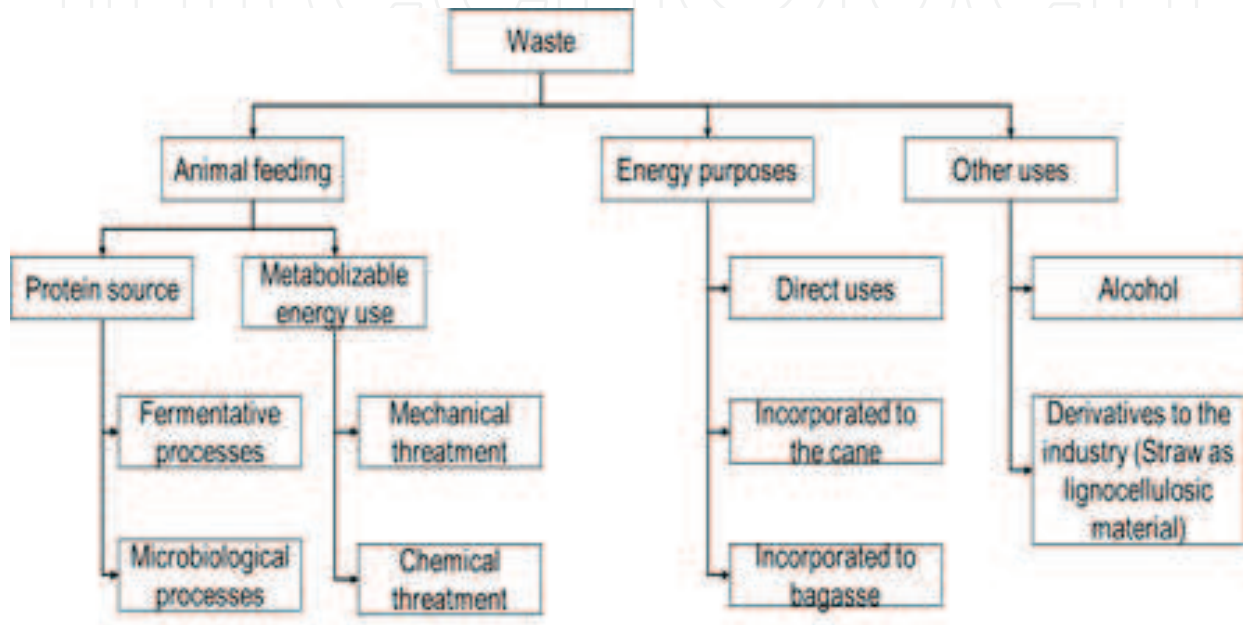 Waste
Animal feeding
Energy purposes
Other uses
Protein source
Metabolizable
energy use
Direct uses
Alcohol
Fermentative
processes
Mechanical
threatment
Incorporated to
the cane
Derivatives to the
industry (Straw as
lignocellulosic
material)
Microbiological
processes
Chemical
threatment
Incorporated to
bagasse